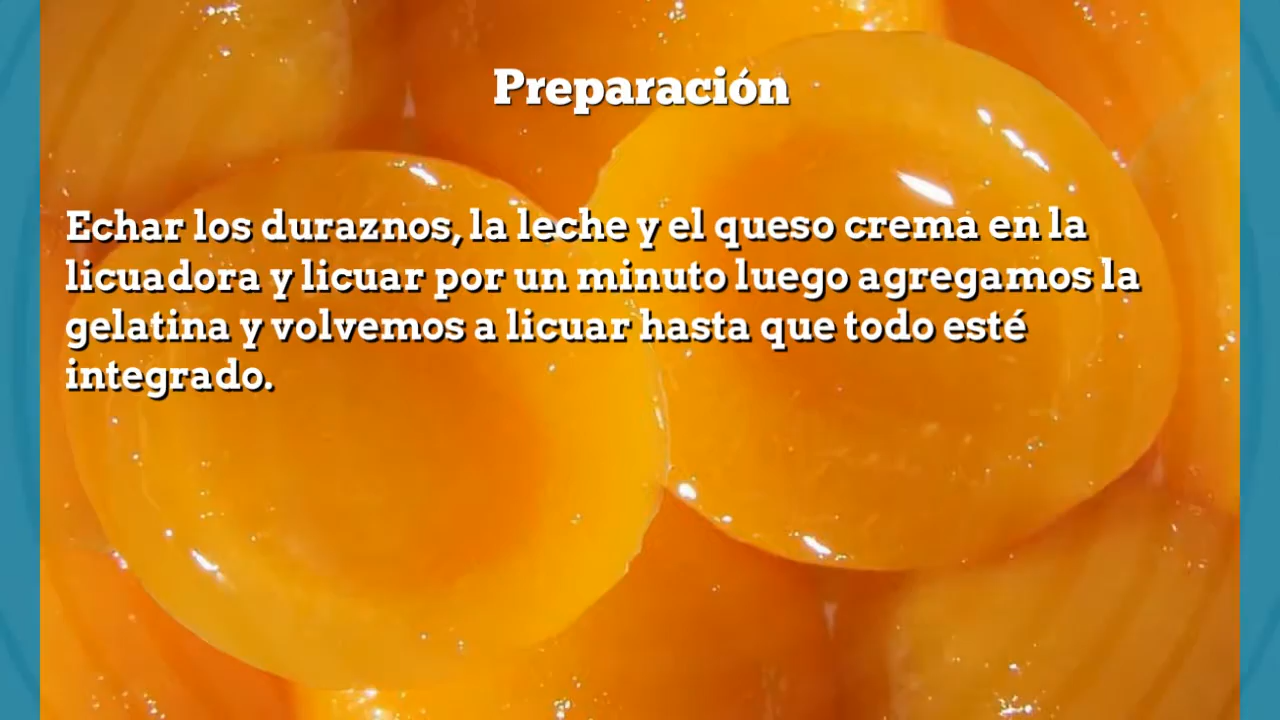 Preparación
Echar los duraznos, la leche y el queso crema en la
licuadora y licuar por un minuto luego agregamos la
gelatina y volvemos a licuar hasta que todo esté
integrado.